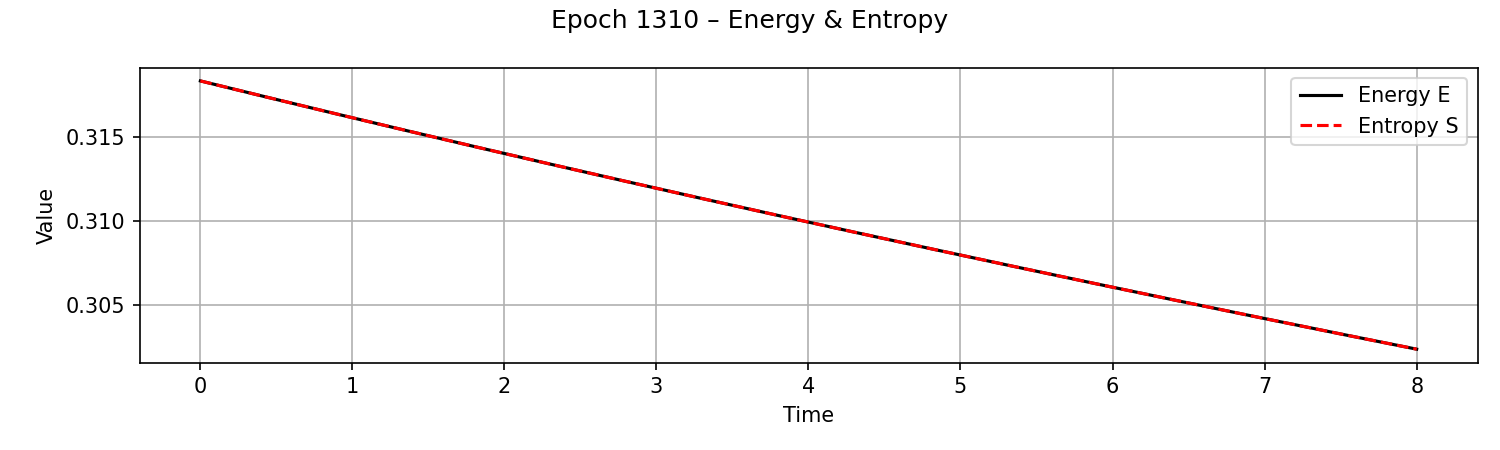 Epoch 1310 – Energy & Entropy
Energy E
Entropy S
Value
0.315
0.310
0.305
0 1 2 3 4 5 6 7 8
Time